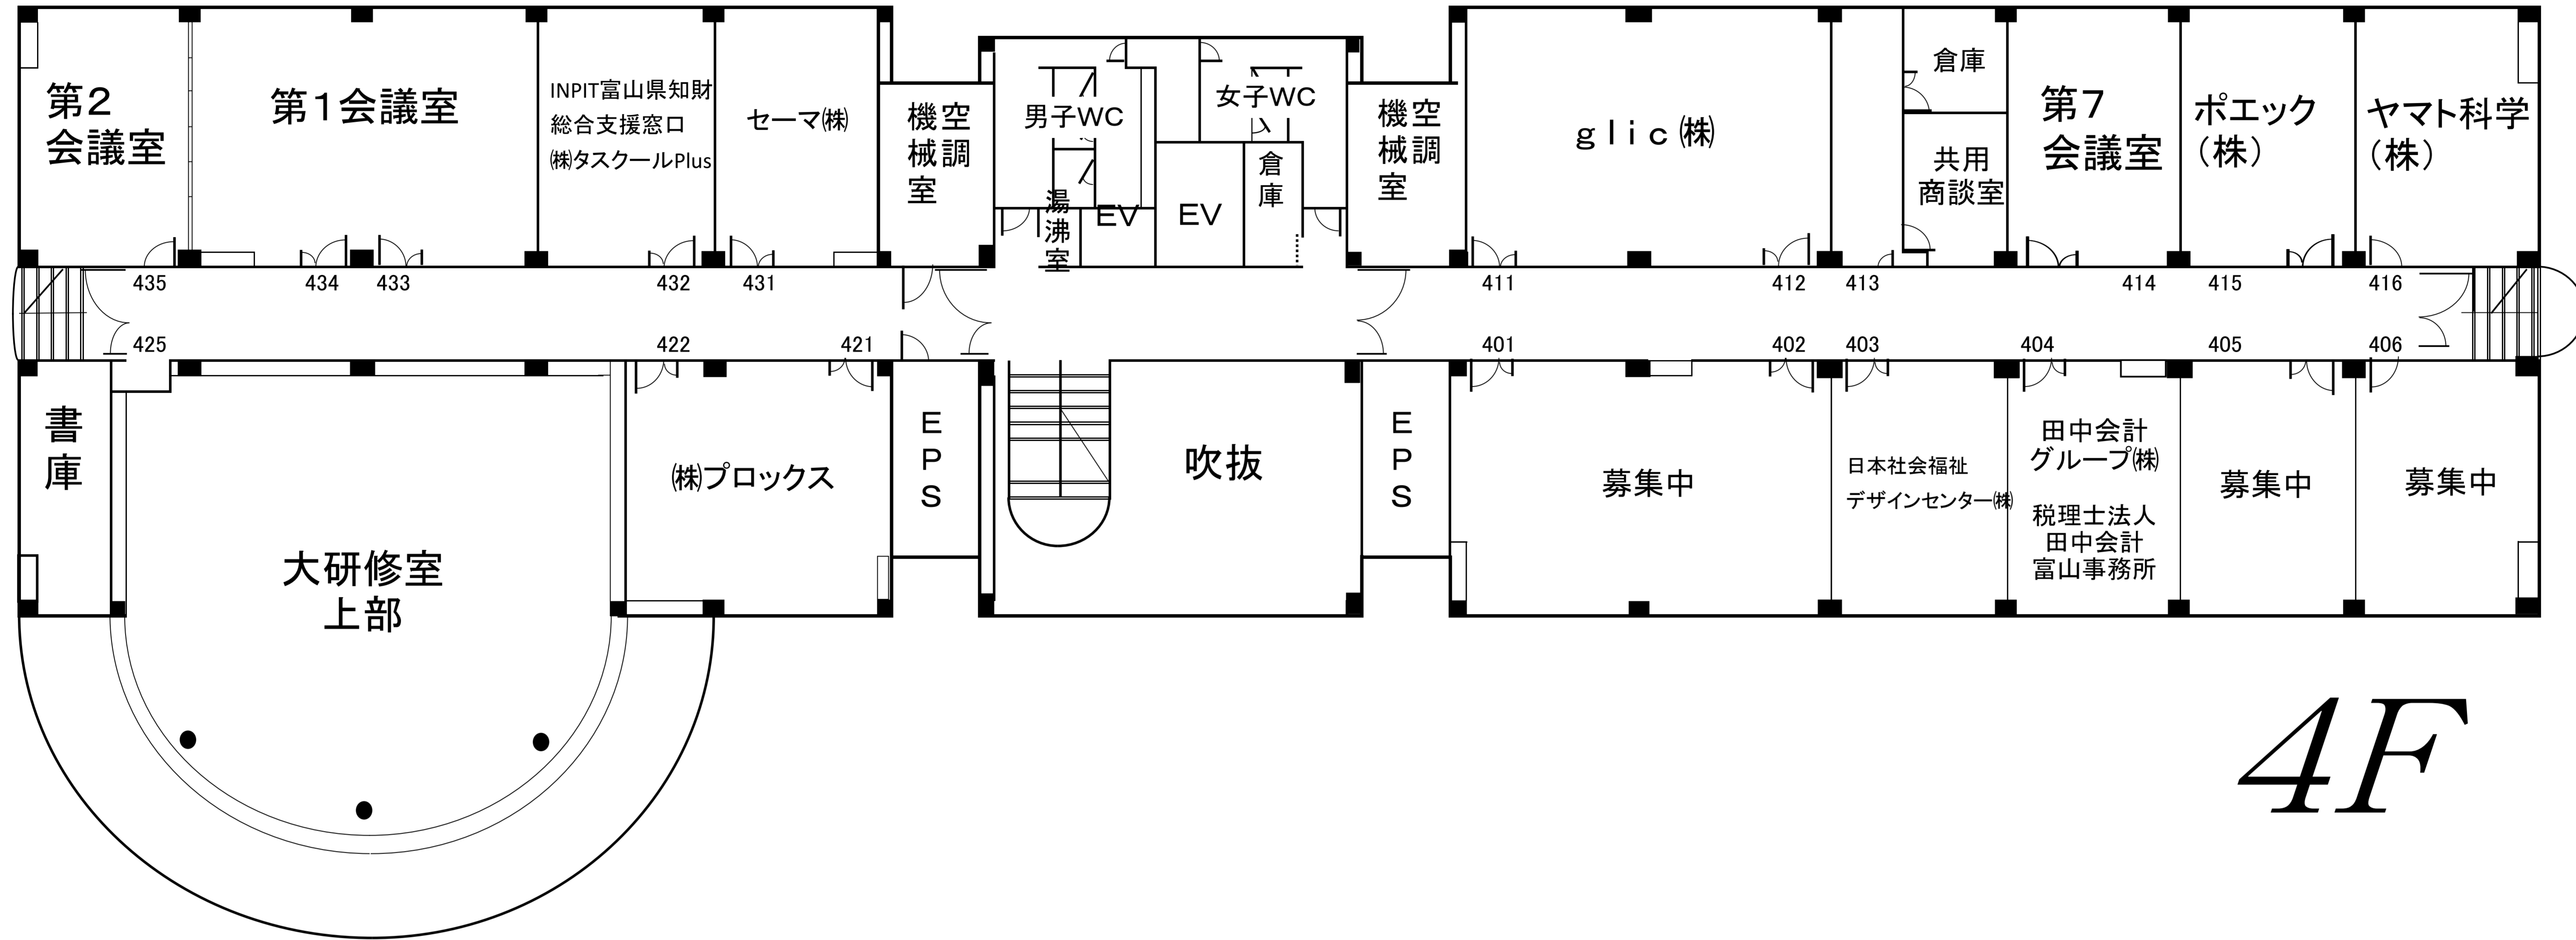 第2
会議室
第1会議室
INPIT富山県知財
総合支援窓口
㈱タスクールPlus
セーマ㈱
空調
機械室
男子WC
女子WC
湯沸室
EV
EV
倉庫
空調
機械室
glic㈱
倉庫
共用
商談室
第7
会議室
ポエック
(株)
ヤマト科学
(株)
435
434
433
432
431
411
412
413
414
415
416
425
422
421
401
402
403
404
405
406
書庫
大研修室
上部
㈱プロックス
EPS
吹抜
EPS
募集中
日本社会福祉
デザインセンター㈱
田中会計
グループ㈱
税理士法人
田中会計
富山事務所
募集中
募集中
4F